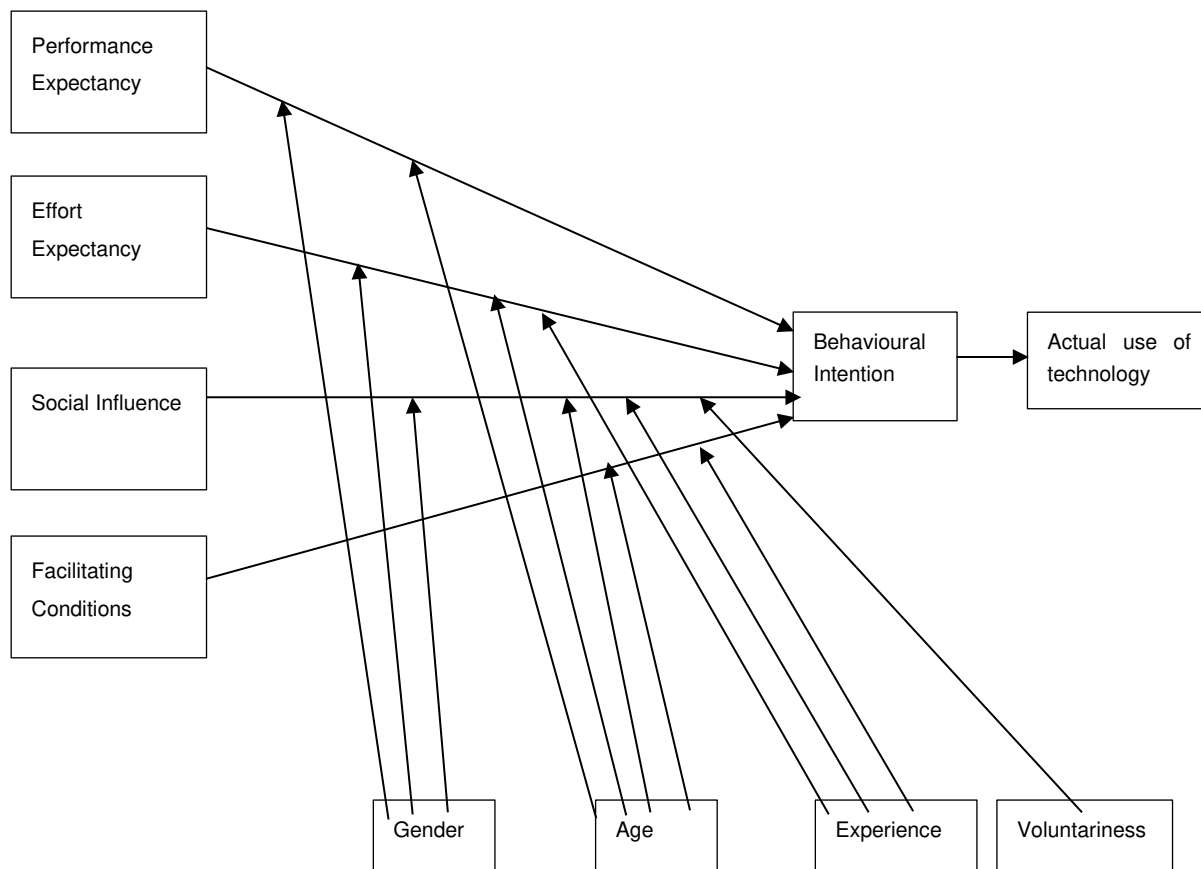 Performance
Expectancy
Effort
Expectancy
Social Influence
Facilitating
Conditions
Behavioural
Intention
Actual use of
technology
Gender
Age
Experience
Voluntariness